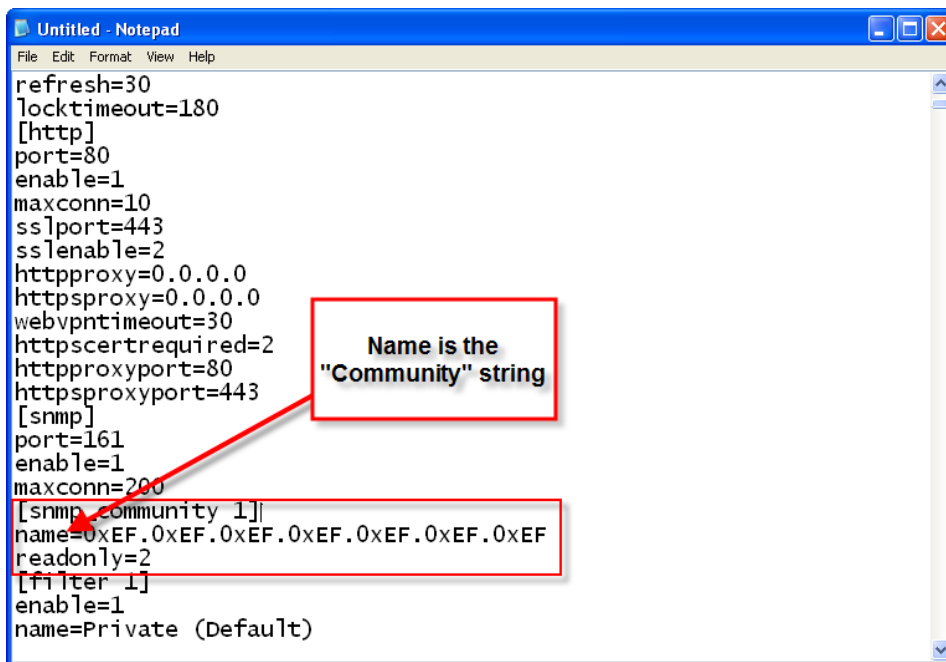 Untitled - Notepad
File Edit Format View Help
refresh=30
locktimeout=180
[http]
port=80
enable=1
maxconn=10
sslport=443
sslenable=2
httpproxy=0.0.0.0
httpsproxy=0.0.0.0
webvpntimeout=30
httpscertrequired=2
httpproxyport=80
httpsproxyport=443
[snmp]
port=161
enable=1
maxconn=200
[snmp_community 1]
name=0xEF.0xEF.0xEF.0xEF.0xEF.0xEF.0xEF
readonly=2
[filter 1]
enable=1
name=Private (Default)
Name is the
"Community" string